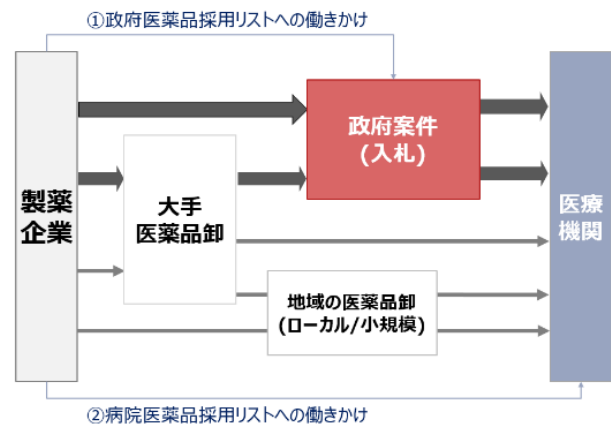 ①政府医薬品採用リストへの働きかけ
製薬
企業
大手
医薬品卸
政府案件
(入札)
地域の医薬品卸
(ローカル/小規模)
医療
機関
②病院医薬品採用リストへの働きかけ